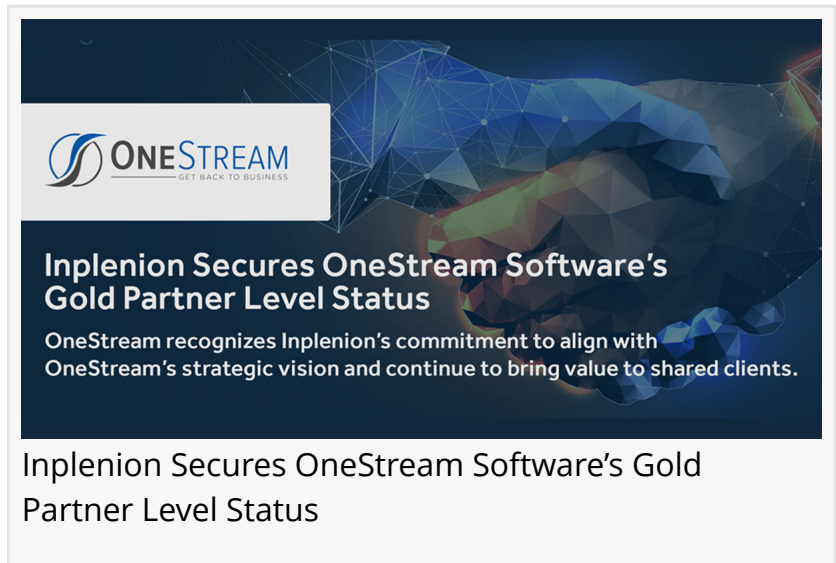 ONESTREAM
GET BACK TO BUSINESS
Inplenion Secures OneStream Software's
Gold Partner Level Status
OneStream recognizes Inplenion's commitment to align with
OneStream's strategic vision and continue to bring value to shared clients.
Inplenion Secures OneStream Software’s Gold
Partner Level Status